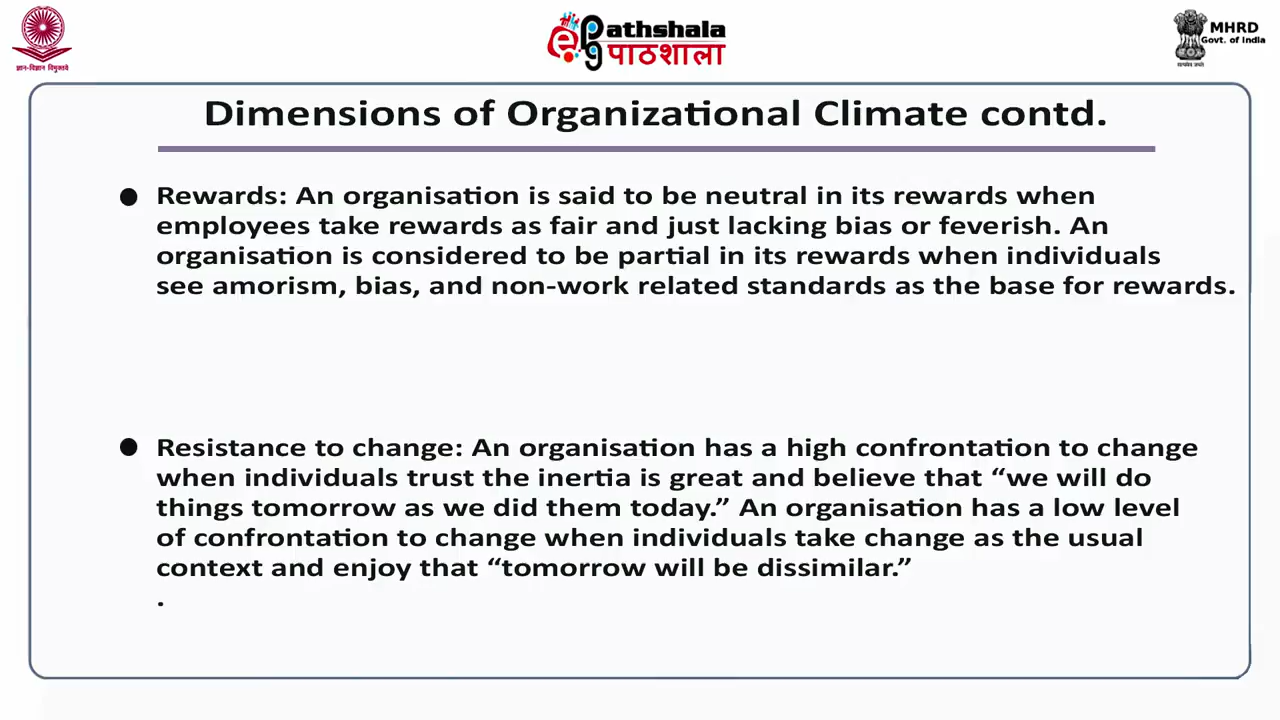 ज्ञान-विज्ञान विमुक्तये
epgathshala
पाठशाला
MHRD
Govt. of India
सत्यमेव जयते
Dimensions of Organizational Climate contd.
● Rewards: An organisation is said to be neutral in its rewards when
employees take rewards as fair and just lacking bias or feverish. An
organisation is considered to be partial in its rewards when individuals
see amorism, bias, and non-work related standards as the base for rewards.
● Resistance to change: An organisation has a high confrontation to change
when individuals trust the inertia is great and believe that “we will do
things tomorrow as we did them today.” An organisation has a low level
of confrontation to change when individuals take change as the usual
context and enjoy that “tomorrow will be dissimilar.”
.